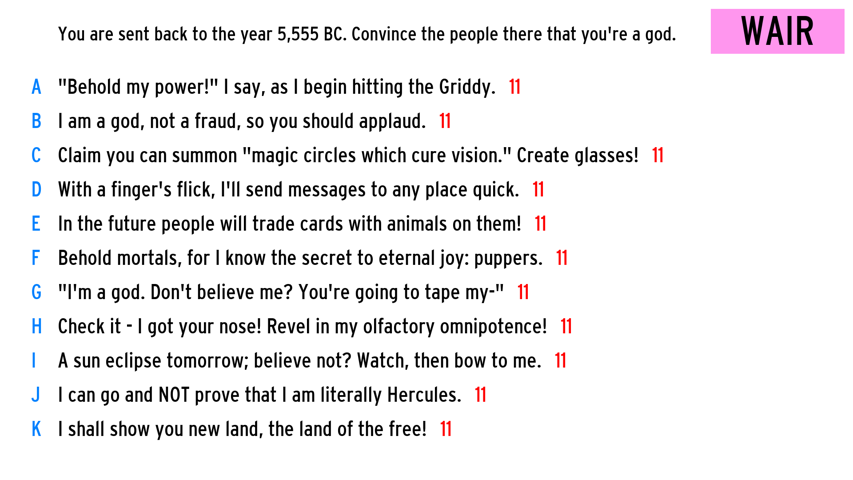 You are sent back to the year 5,555 BC. Convince the people there that you're a god.
WAIR
A "Behold my power!" I say, as I begin hitting the Griddy. 11
B I am a god, not a fraud, so you should applaud. 11
C Claim you can summon "magic circles which cure vision." Create glasses! 11
D With a finger's flick, I'll send messages to any place quick. 11
E In the future people will trade cards with animals on them! 11
F Behold mortals, for I know the secret to eternal joy: puppers. 11
G "I'm a god. Don't believe me? You're going to tape my-" 11
H Check it - I got your nose! Revel in my olfactory omnipotence! 11
I A sun eclipse tomorrow; believe not? Watch, then bow to me. 11
J I can go and NOT prove that I am literally Hercules. 11
K I shall show you new land, the land of the free! 11